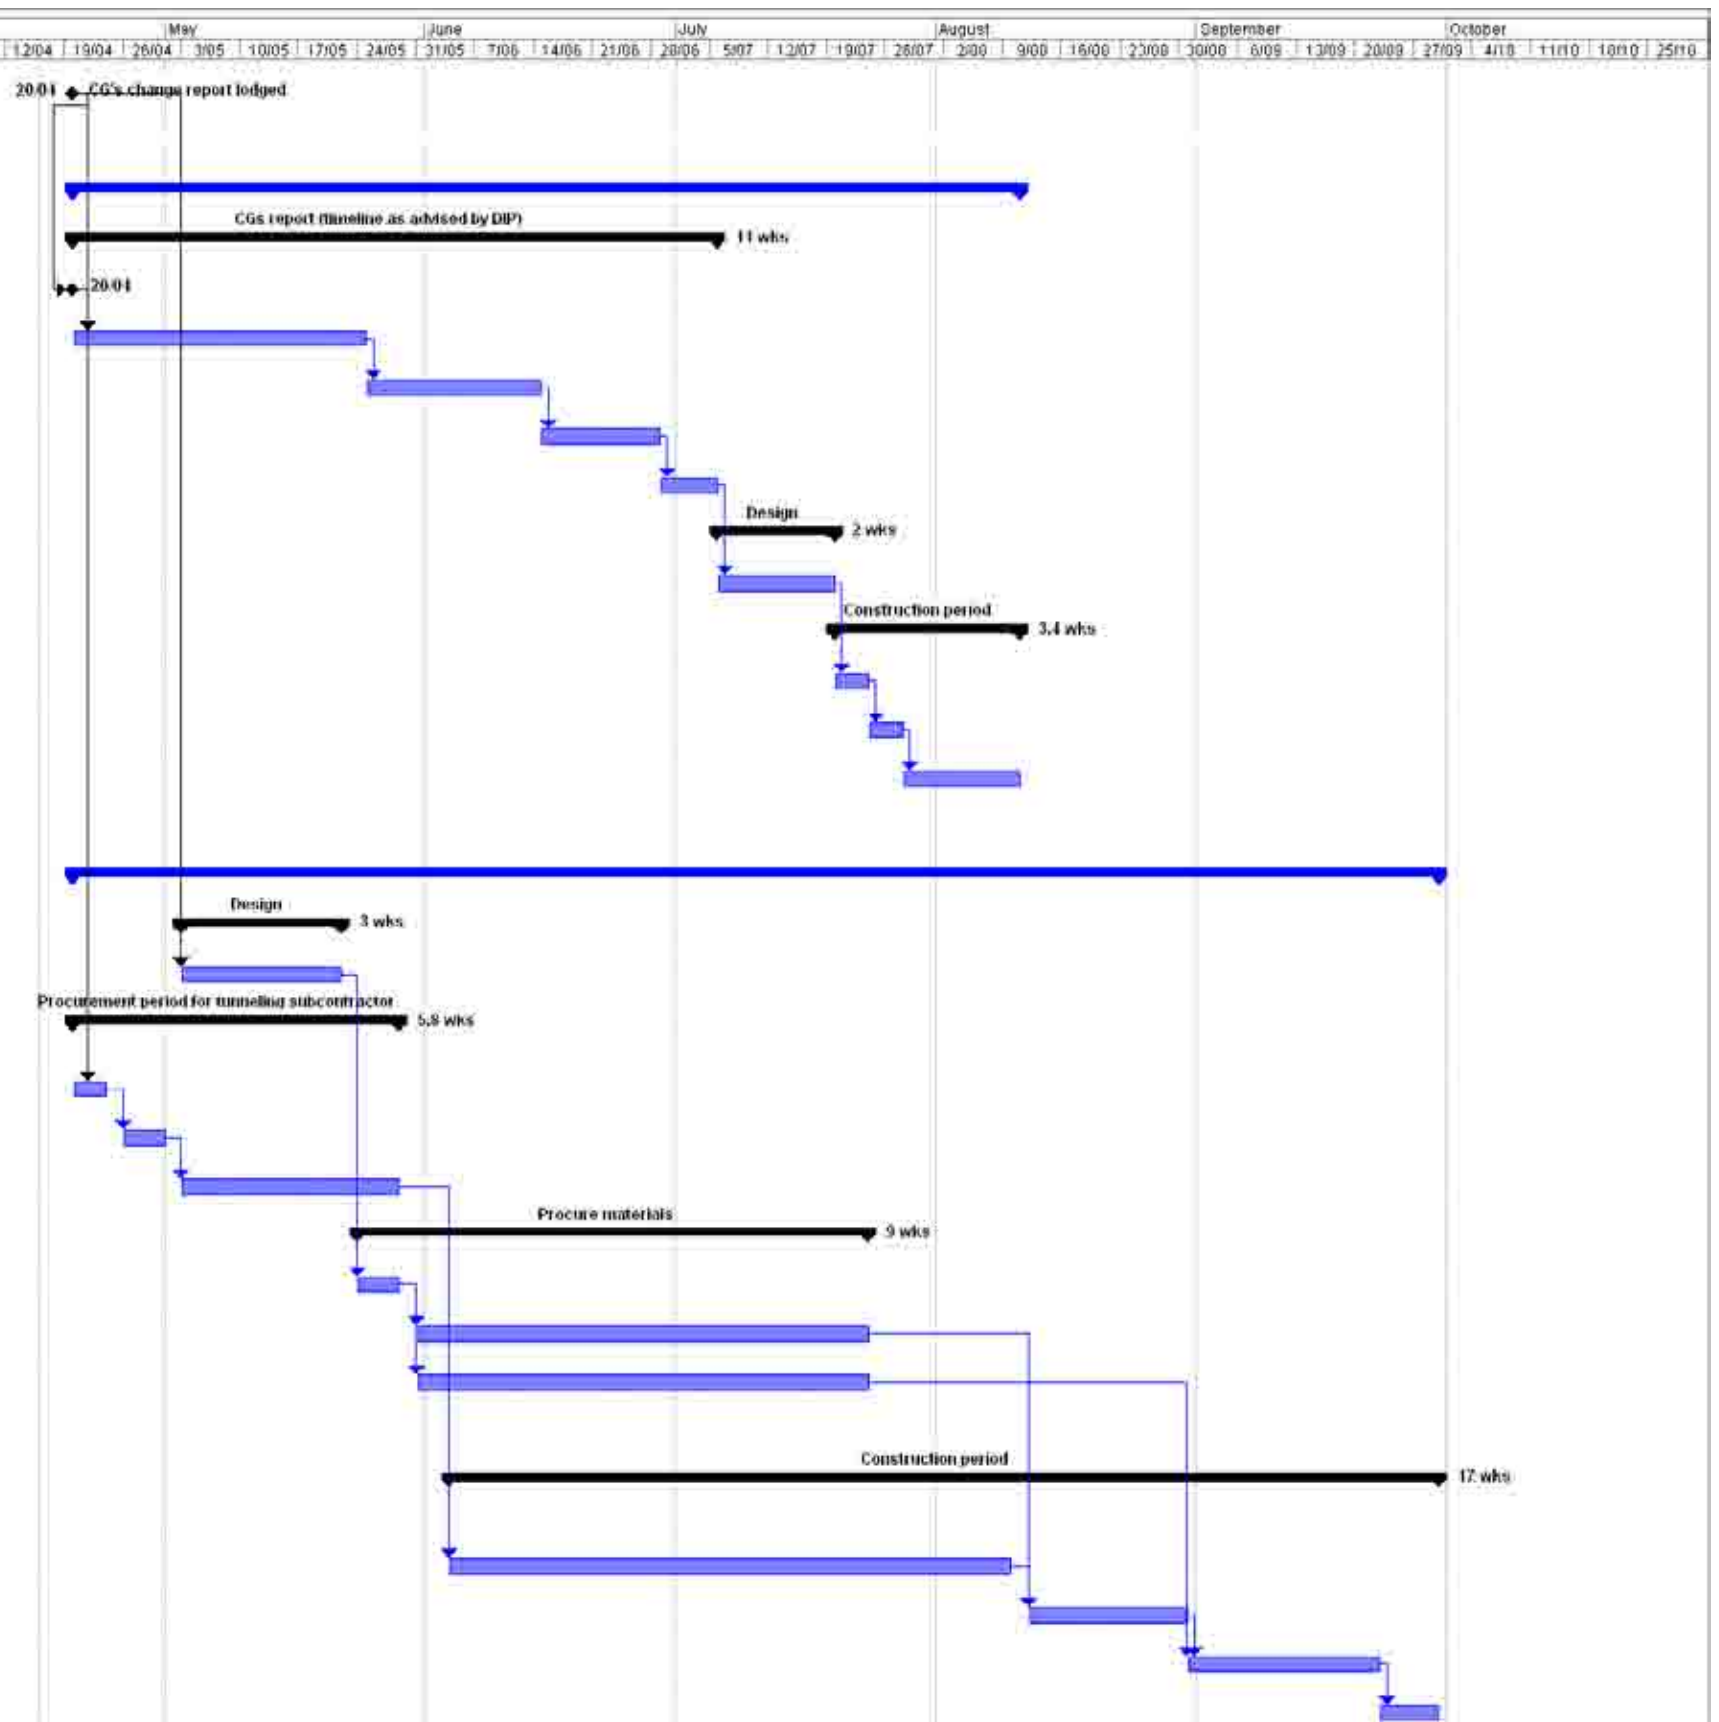 May June July August September October
12/04 19/04 26/04 3/05 10/05 17/05 24/05 31/05 7/06 14/06 21/06 28/06 5/07 12/07 19/07 26/07 2/08 9/08 16/08 23/08 30/08 6/09 13/09 20/09 27/09 4/10 11/10 18/10 25/10
20/04 CG's change report lodged
CGs report (timeline as advised by DIP)
11 wks
20/04
Design
2 wks
Construction period
3.4 wks
Design
3 wks
Procurement period for tunneling subcontractor
5.8 wks
Procure materials
9 wks
Construction period
17 wks